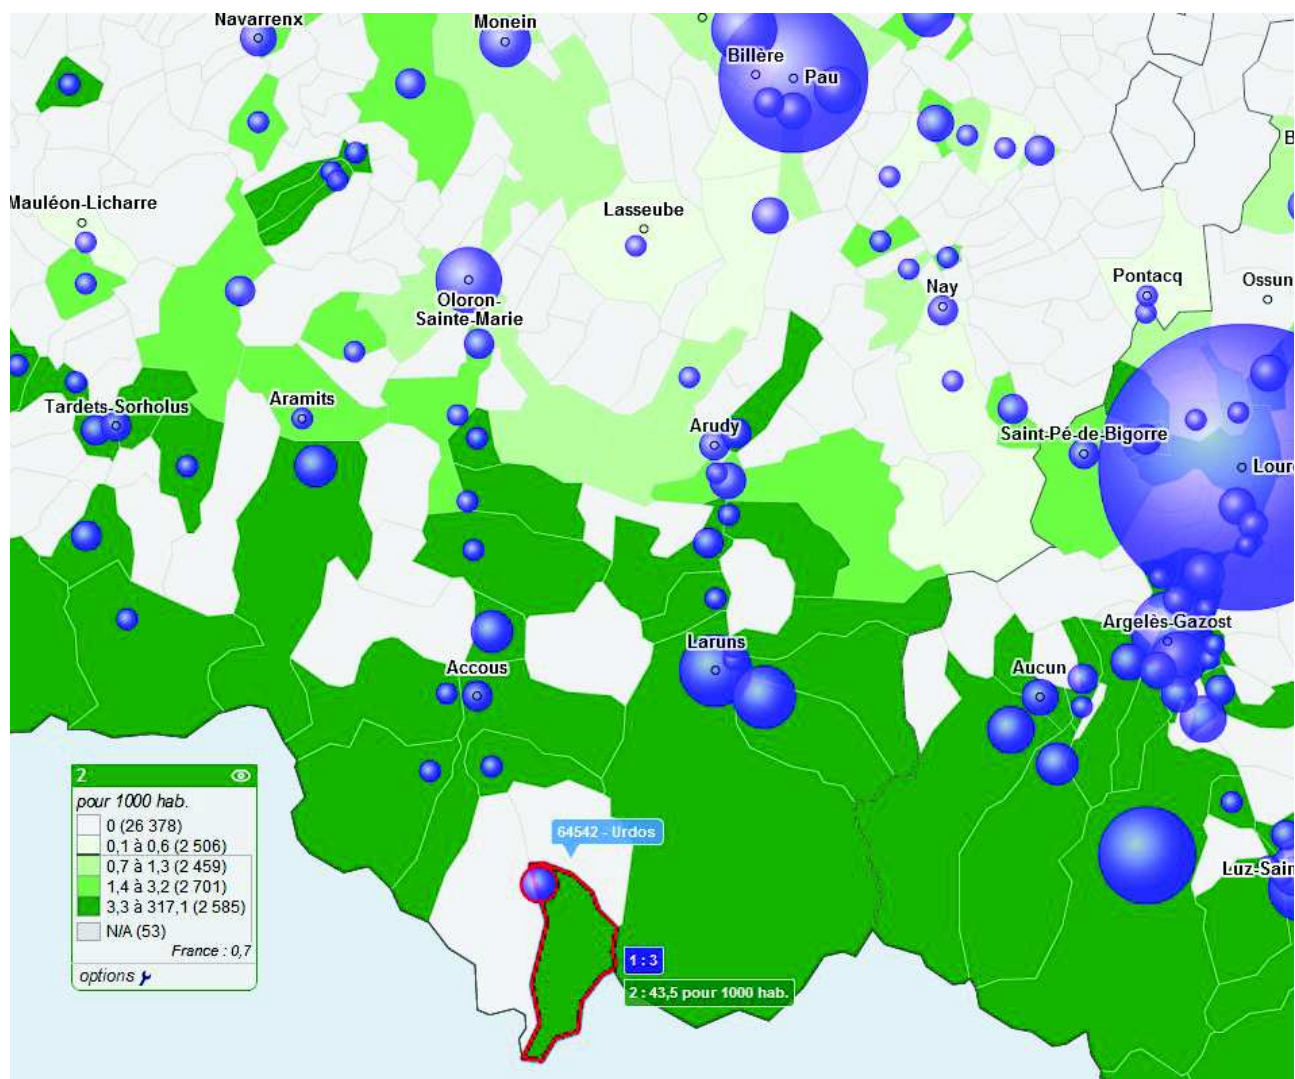 Navarrenx
Monein
Billère
Pau
B
Mauléon-Licharre
Lasseube
Pontacq
Ossun
Nay
Oloron-
Sainte-Marie
Aramits
Tardets-Sorholus
Arudy
Saint-Pé-de-Bigorre
Lourd
Argelès-Gazost
Laruns
Aucun
Accous
2
pour 1000 hab.
0 (26 378)
0,1 à 0,6 (2 506)
0,7 à 1,3 (2 459)
1,4 à 3,2 (2 701)
3,3 à 317,1 (2 585)
N/A (53)
France : 0,7
options
64542 - Urdos
Luz-Sain
1 : 3
2 : 43,5 pour 1000 hab.